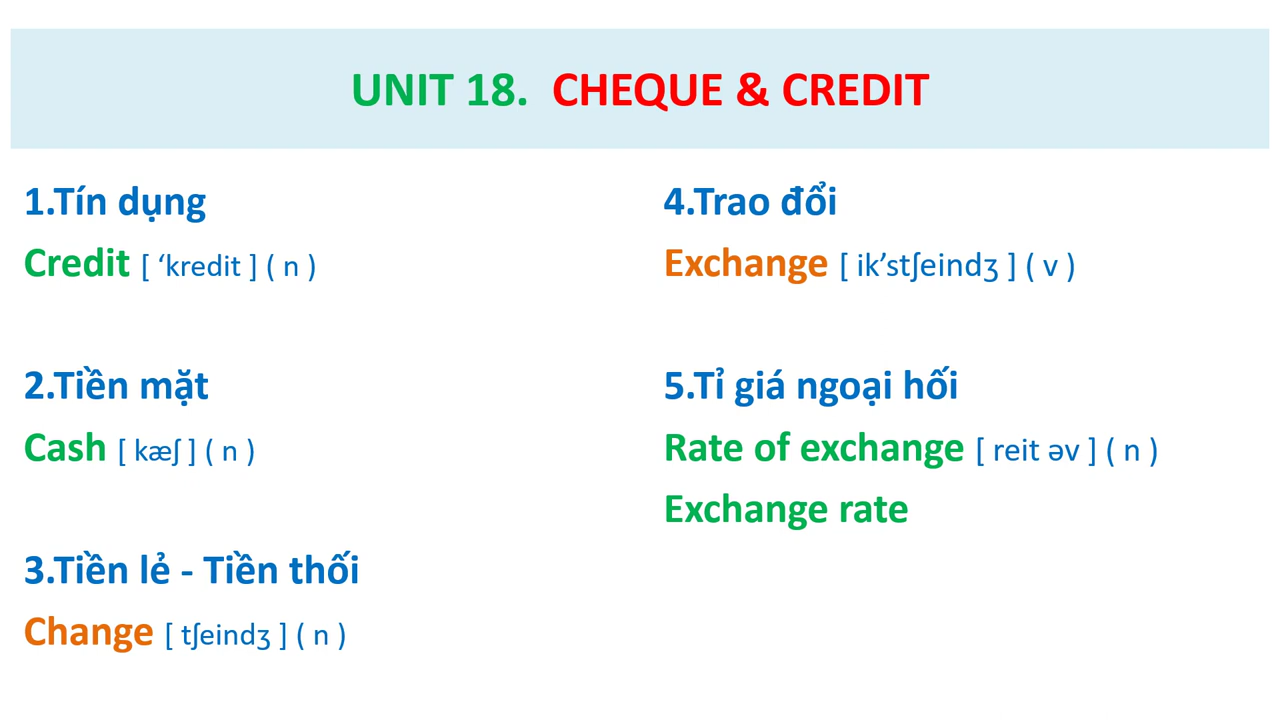 UNIT 18. CHEQUE & CREDIT
1.Tín dụng
Credit [ ‘kredit ] ( n )
2.Tiền mặt
Cash [ kæʃ ] ( n )
3.Tiền lẻ - Tiền thối
Change [ tʃeindʒ ] ( n )
4.Trao đổi
Exchange [ ik’stʃeindʒ ] ( v )
5.Tỉ giá ngoại hối
Rate of exchange [ reit əv ] ( n )
Exchange rate